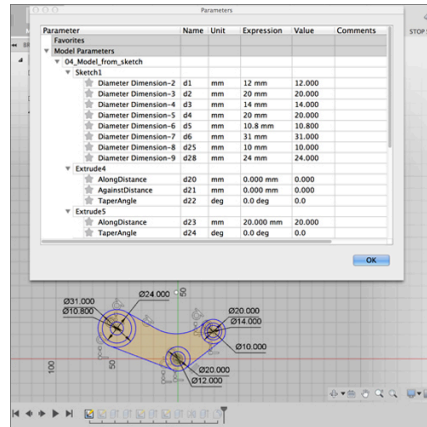 Parameters
Parameter Name Unit Expression Value Comments
Favorites
Model Parameters
04_Model_from_sketch
Sketch1
Diameter Dimension-2 d1 mm 12 mm 12.000
Diameter Dimension-3 d2 mm 20 mm 20.000
Diameter Dimension-4 d3 mm 14 mm 14.000
Diameter Dimension-5 d4 mm 20 mm 20.000
Diameter Dimension-6 d5 mm 10.8 mm 10.800
Diameter Dimension-7 d6 mm 31 mm 31.000
Diameter Dimension-8 d25 mm 10 mm 10.000
Diameter Dimension-9 d28 mm 24 mm 24.000
Extrude4
AlongDistance d20 mm 0.000 mm 0.000
AgainstDistance d21 mm 0.000 mm 0.000
TaperAngle d22 deg 0.0 deg 0.0
Extrude5
AlongDistance d23 mm 20.000 mm 20.000
TaperAngle d24 deg 0.0 deg 0.0
STOP
OK
Ø24.000 50
Ø31.000
Ø10.800
Ø20.000
Ø14.000
Ø10.000
Ø20.000
Ø12.000
100
50